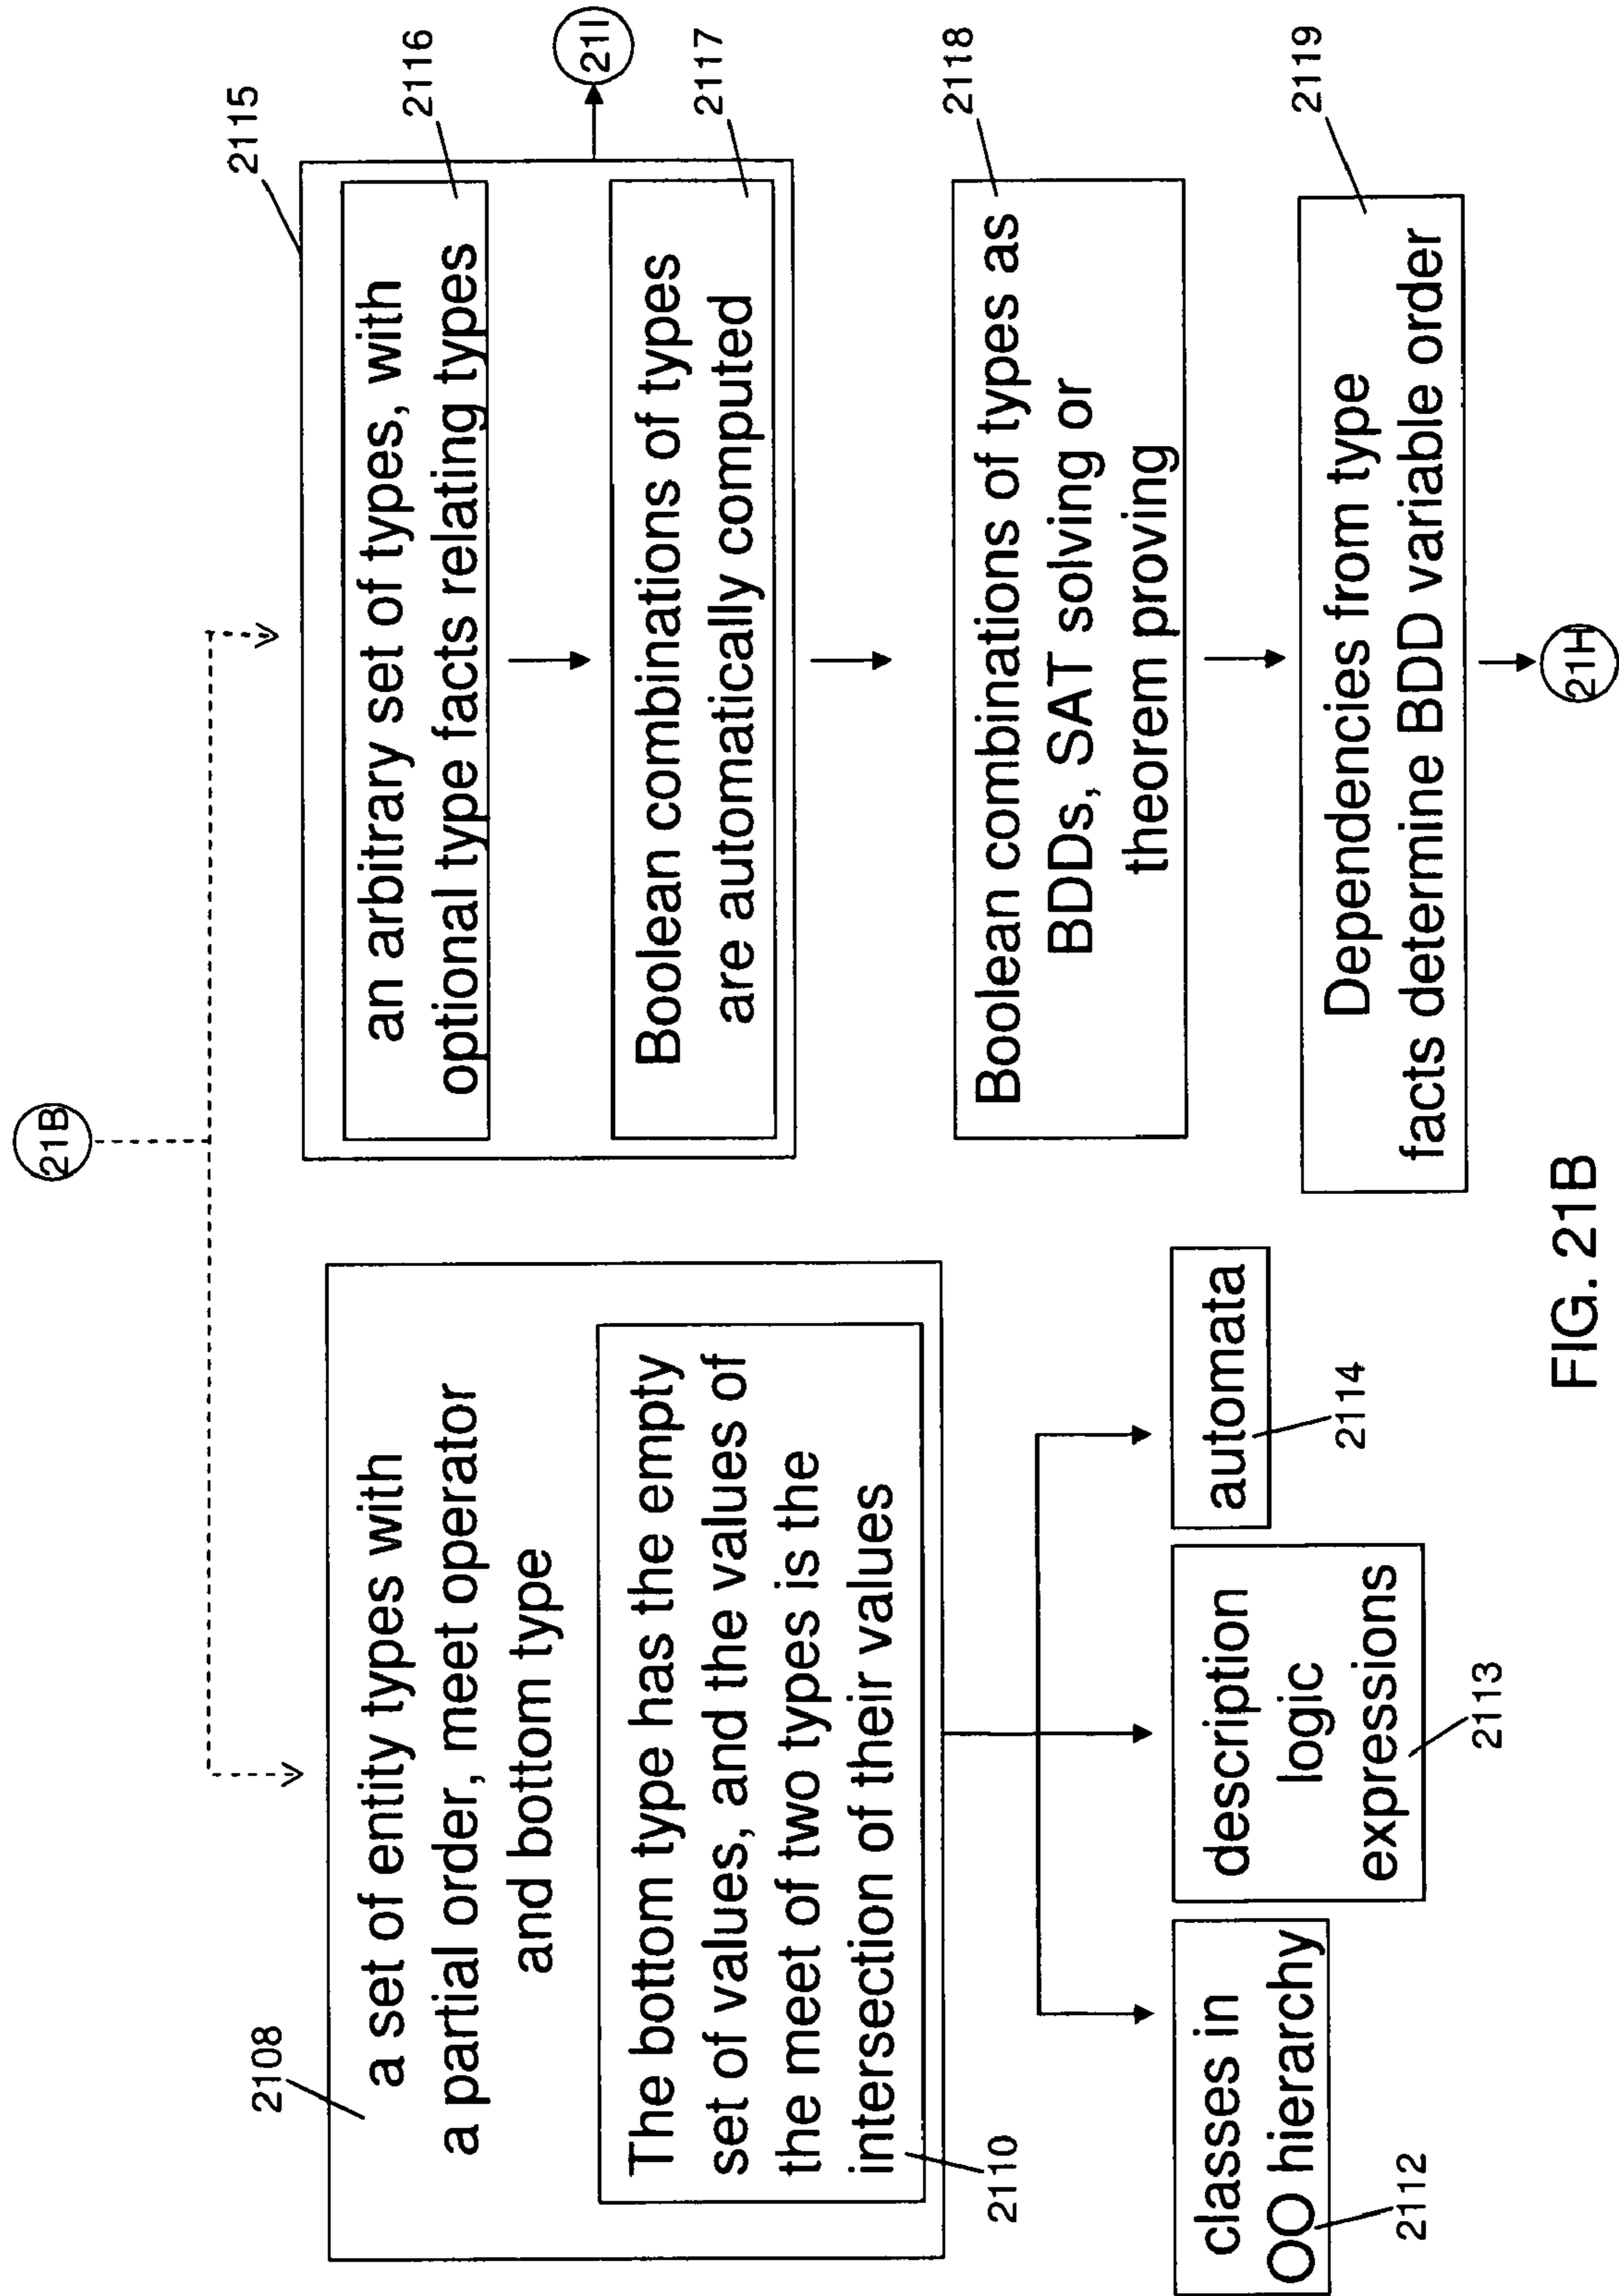 21B
2108
a set of entity types with
a partial order, meet operator
and bottom type
The bottom type has the empty
set of values, and the values of
the meet of two types is the
intersection of their values
2110
classes in
OO hierarchy
2112
description
logic
expressions
2113
automata
2114
2115
an arbitrary set of types, with
optional type facts relating types
2116
21I
Boolean combinations of types
are automatically computed
2117
Boolean combinations of types as
BDDs, SAT solving or
theorem proving
2118
Dependencies from type
facts determine BDD variable order
2119
21H
FIG. 21B